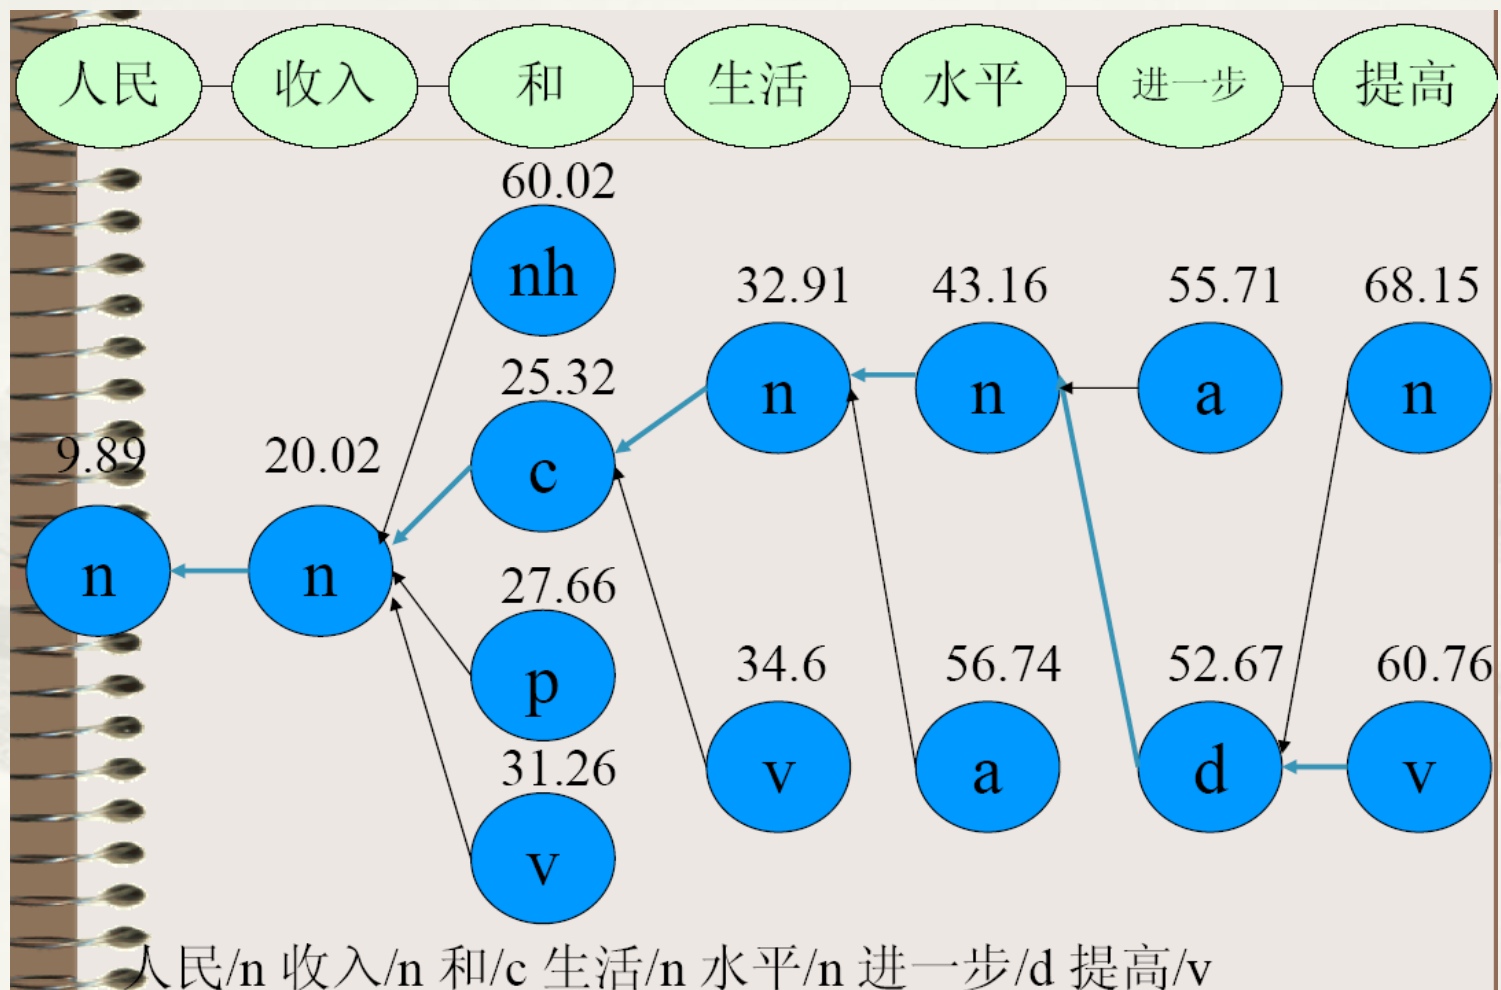 人民 收入 和 生活 水平 进一步 提高
60.02
nh
32.91 43.16 55.71 68.15
25.32
n n a n
9.89 20.02
c
n n
27.66
p
34.6 56.74 52.67 60.76
31.26
v a d v
v
人民/n 收入/n 和/c 生活/n 水平/n 进一步/d 提高/v